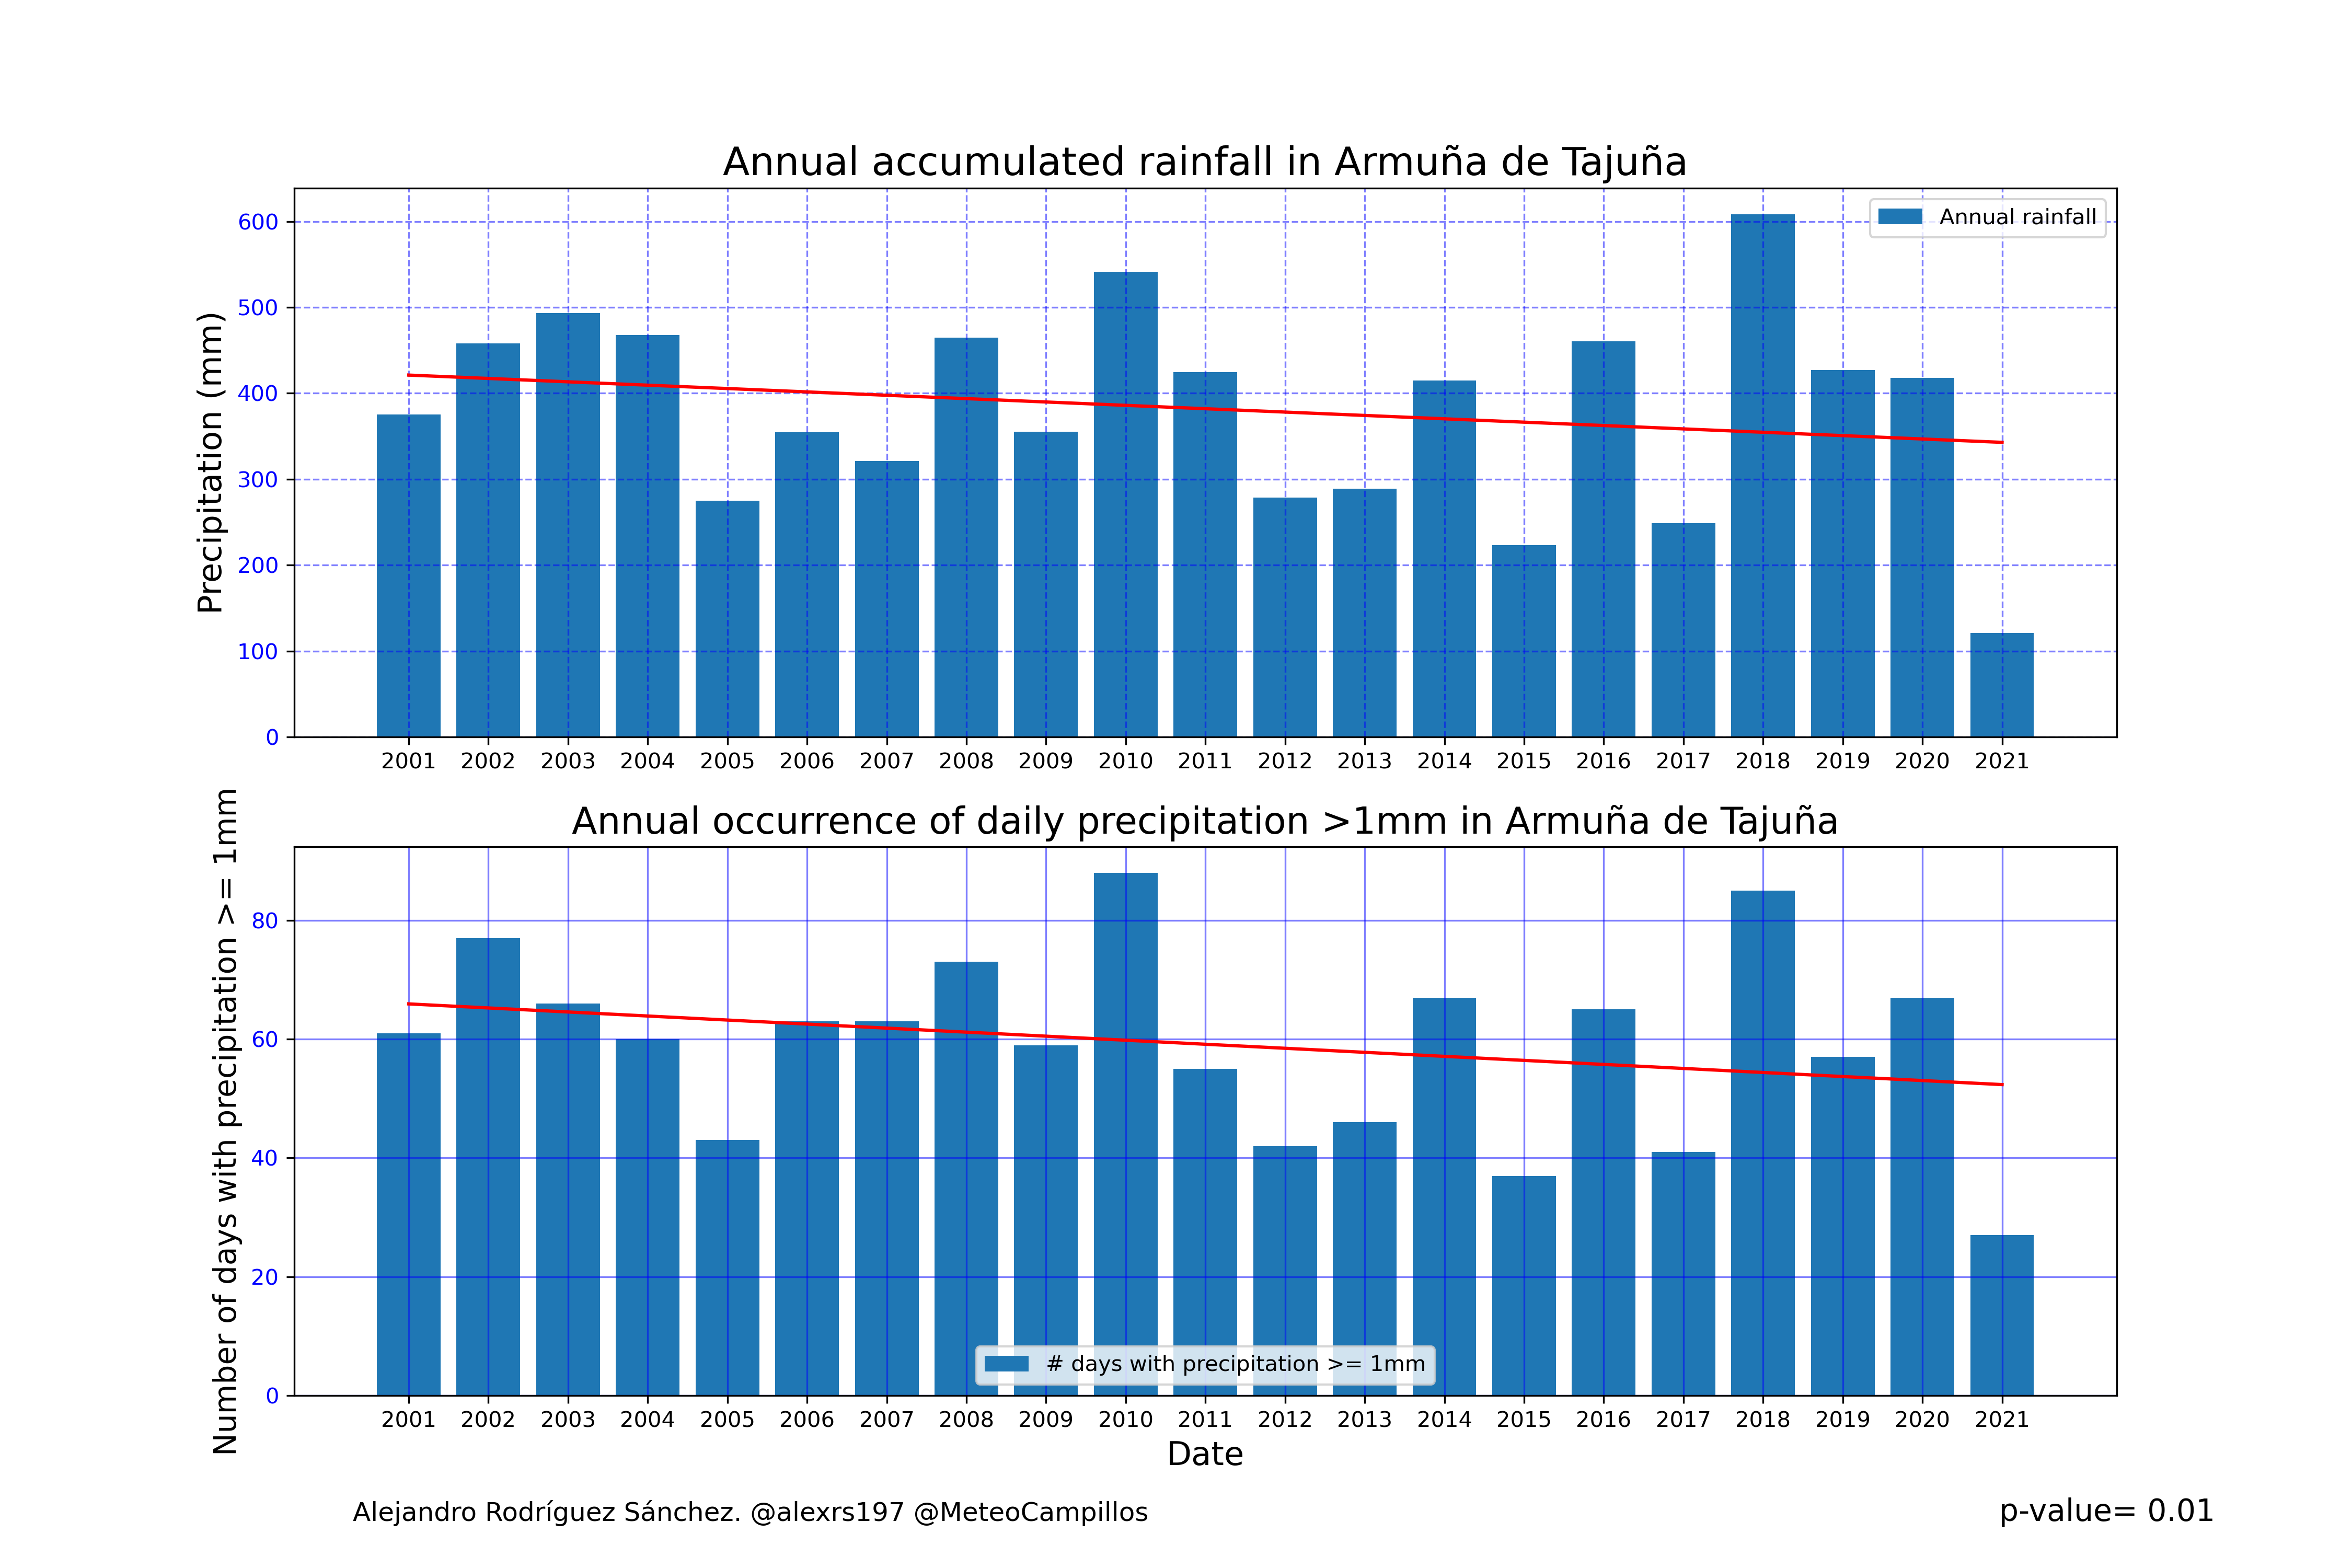 Annual accumulated rainfall in Armuña de Tajuña
Precipitation (mm)
600
500
400
300
200
100
0
Annual rainfall
2001 2002 2003 2004 2005 2006 2007 2008 2009 2010 2011 2012 2013 2014 2015 2016 2017 2018 2019 2020 2021
Annual occurrence of daily precipitation >1mm in Armuña de Tajuña
Number of days with precipitation >= 1mm
80
60
40
20
0
# days with precipitation >= 1mm
2001 2002 2003 2004 2005 2006 2007 2008 2009 2010 2011 2012 2013 2014 2015 2016 2017 2018 2019 2020 2021
Date
Alejandro Rodríguez Sánchez. @alexrs197 @MeteoCampillos
p-value= 0.01